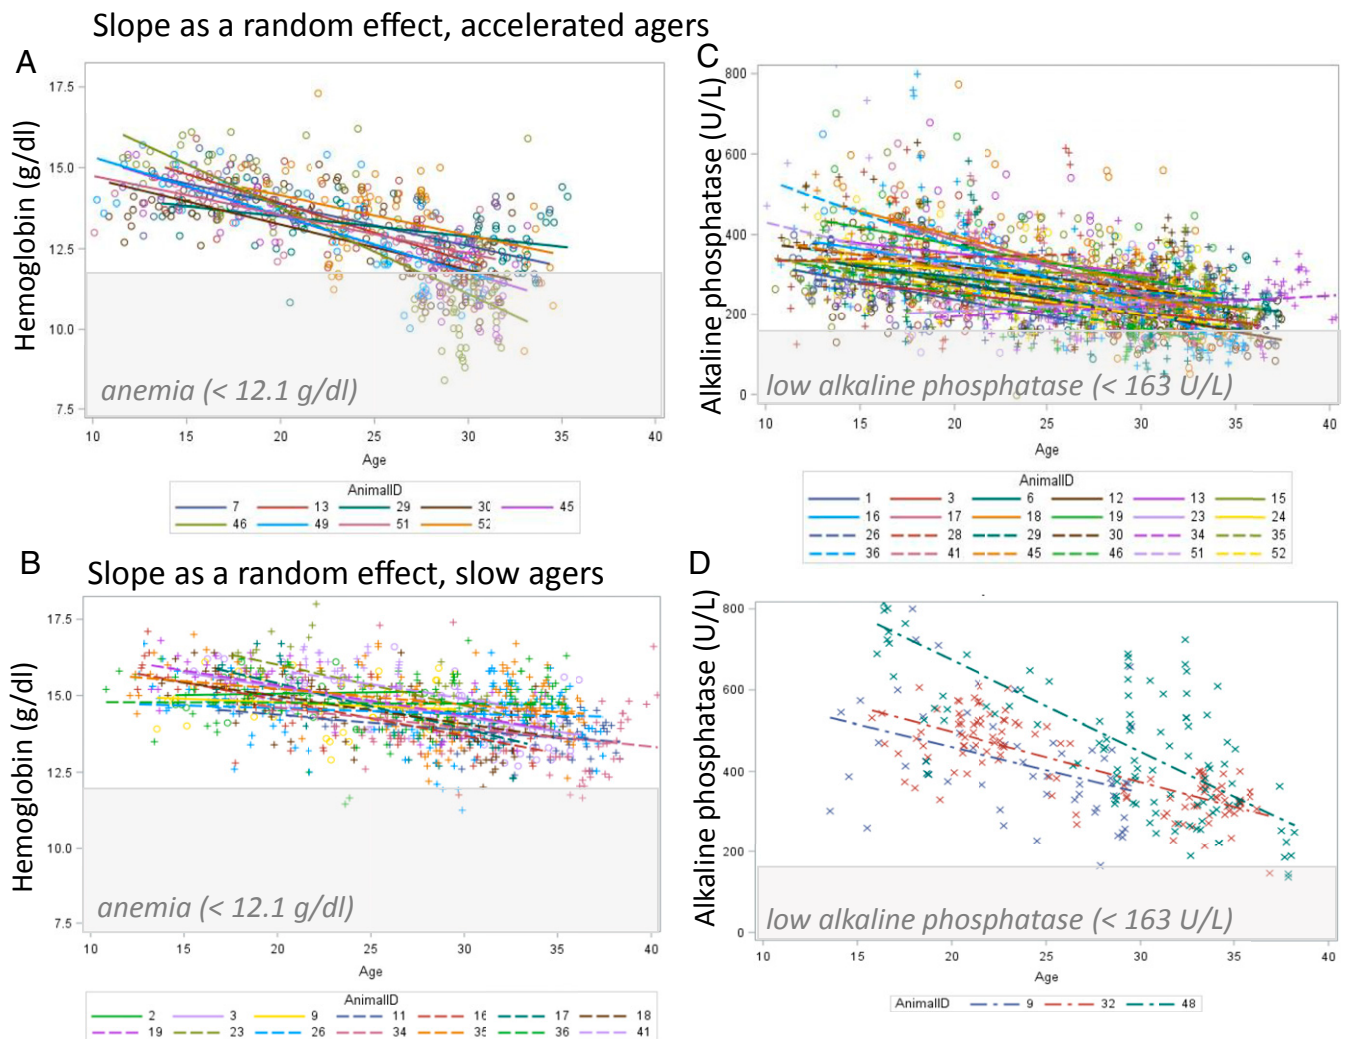 Slope as a random effect, accelerated agers
A
Hemoglobin (g/dl)
17.5
15.0
12.5
10.0
7.5
anemia (< 12.1 g/dl)
10 15 20 25 30 35 40
Age
AnimalID
7 13 29 30 45
46 49 51 52
C
Alkaline phosphatase (U/L)
800
600
400
200
0
low alkaline phosphatase (< 163 U/L)
10 15 20 25 30 35 40
Age
AnimalID
1 3 6 12 13 15
16 17 18 19 23 24
26 28 29 30 34 35
36 41 45 46 51 52
B
Slope as a random effect, slow agers
Hemoglobin (g/dl)
17.5
15.0
12.5
10.0
7.5
anemia (< 12.1 g/dl)
10 15 20 25 30 35 40
Age
AnimalID
2 3 9 11 16 17 18
19 23 26 34 35 36 41
D
Alkaline phosphatase (U/L)
800
600
400
200
0
low alkaline phosphatase (< 163 U/L)
10 15 20 25 30 35 40
Age
AnimalID 9 32 48